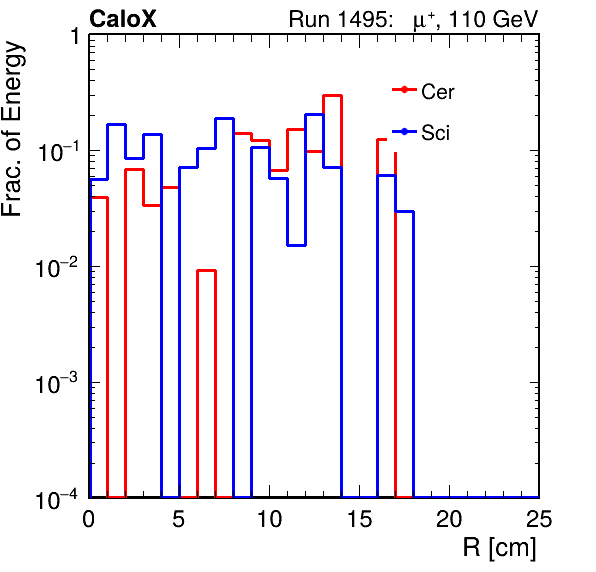 CaloX Run 1495: μ⁺, 110 GeV
Frac. of Energy
1
10⁻¹
10⁻²
10⁻³
10⁻⁴
Cer
Sci
0 5 10 15 20 25
R [cm]